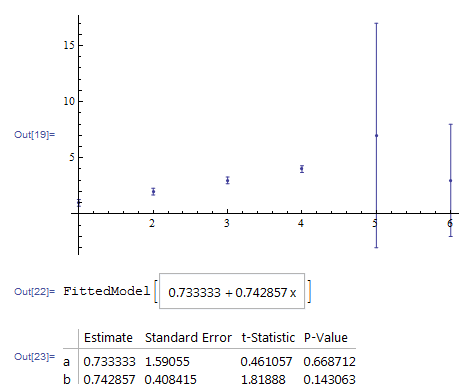 15
10
Out[19]=
5
2 3 4 5 6
Out[22]= FittedModel[ 0.733333 + 0.742857 x ]
Estimate Standard Error t-Statistic P-Value
Out[23]=
a 0.733333 1.59055 0.461057 0.668712
b 0.742857 0.408415 1.81888 0.143063